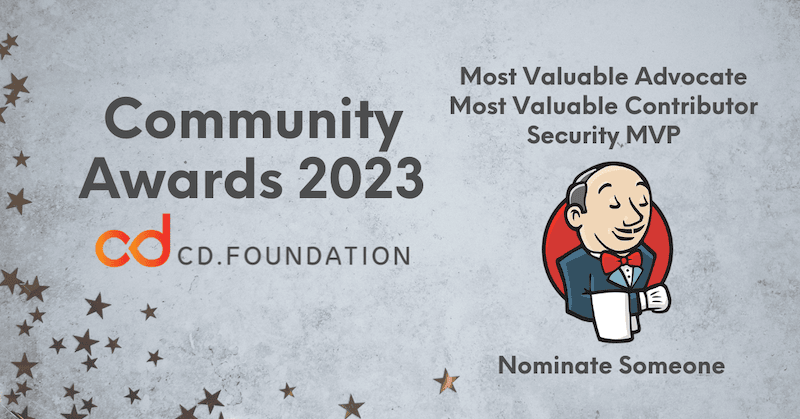 Community
Awards 2023
cd CD.FOUNDATION
Most Valuable Advocate
Most Valuable Contributor
Security MVP
Nominate Someone